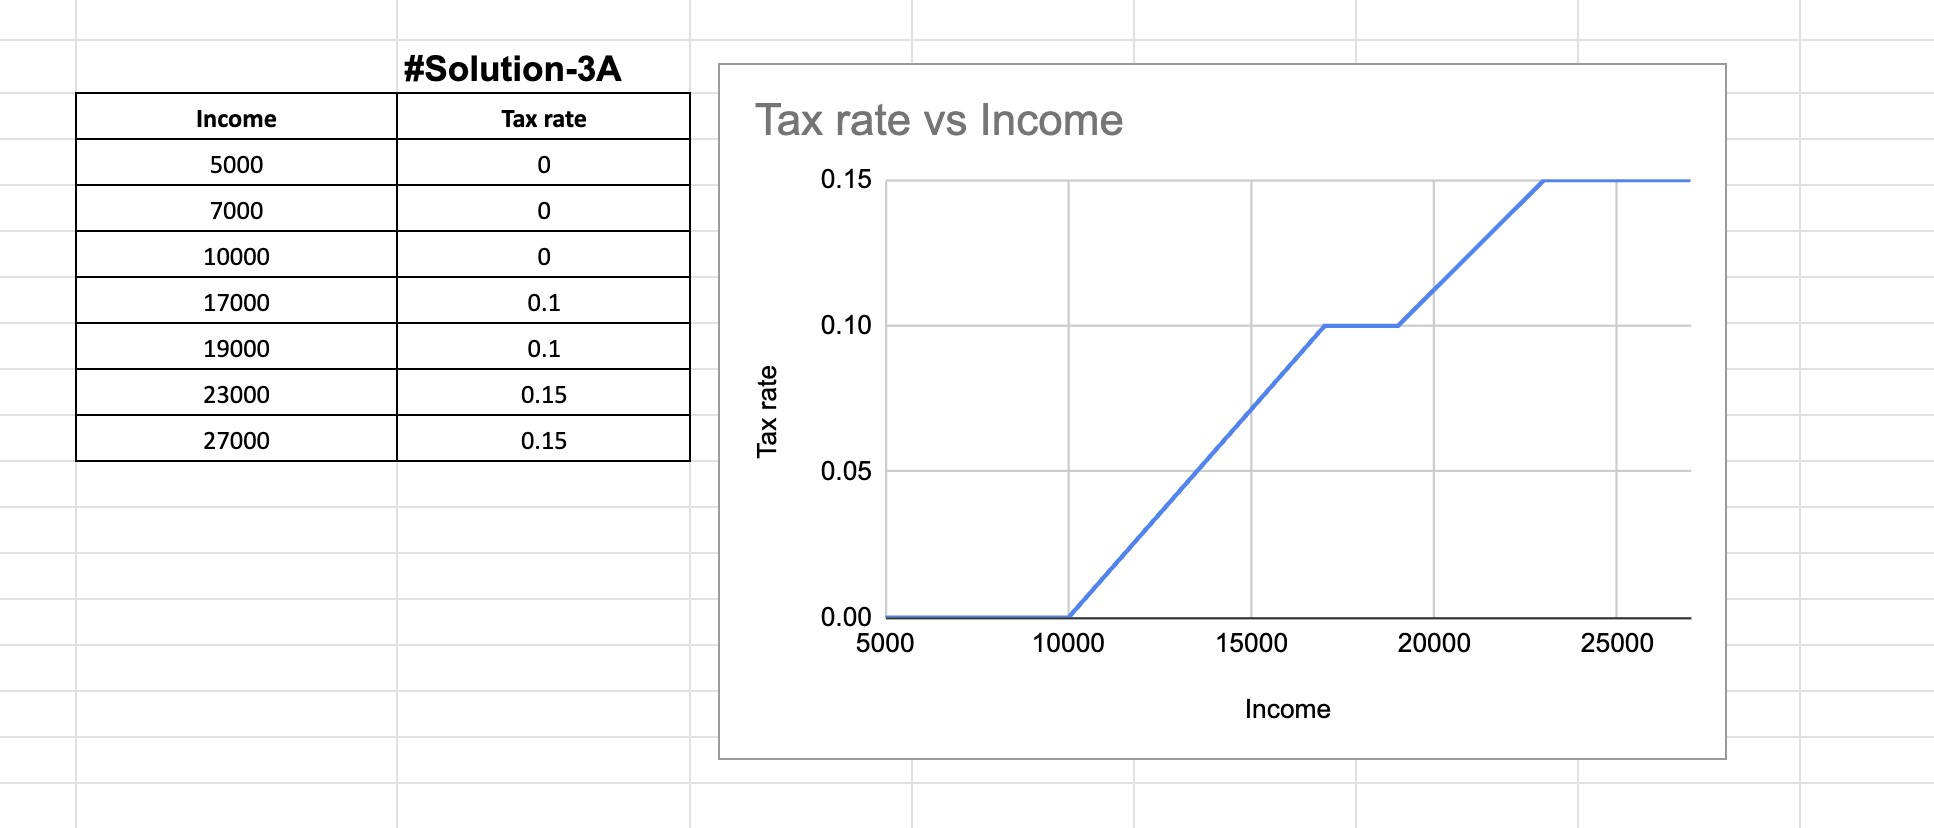 #Solution-3A
Income Tax rate
5000 0
7000 0
10000 0
17000 0.1
19000 0.1
23000 0.15
27000 0.15
Tax rate vs Income
0.15
0.10
0.05
0.00
Tax rate
5000 10000 15000 20000 25000
Income